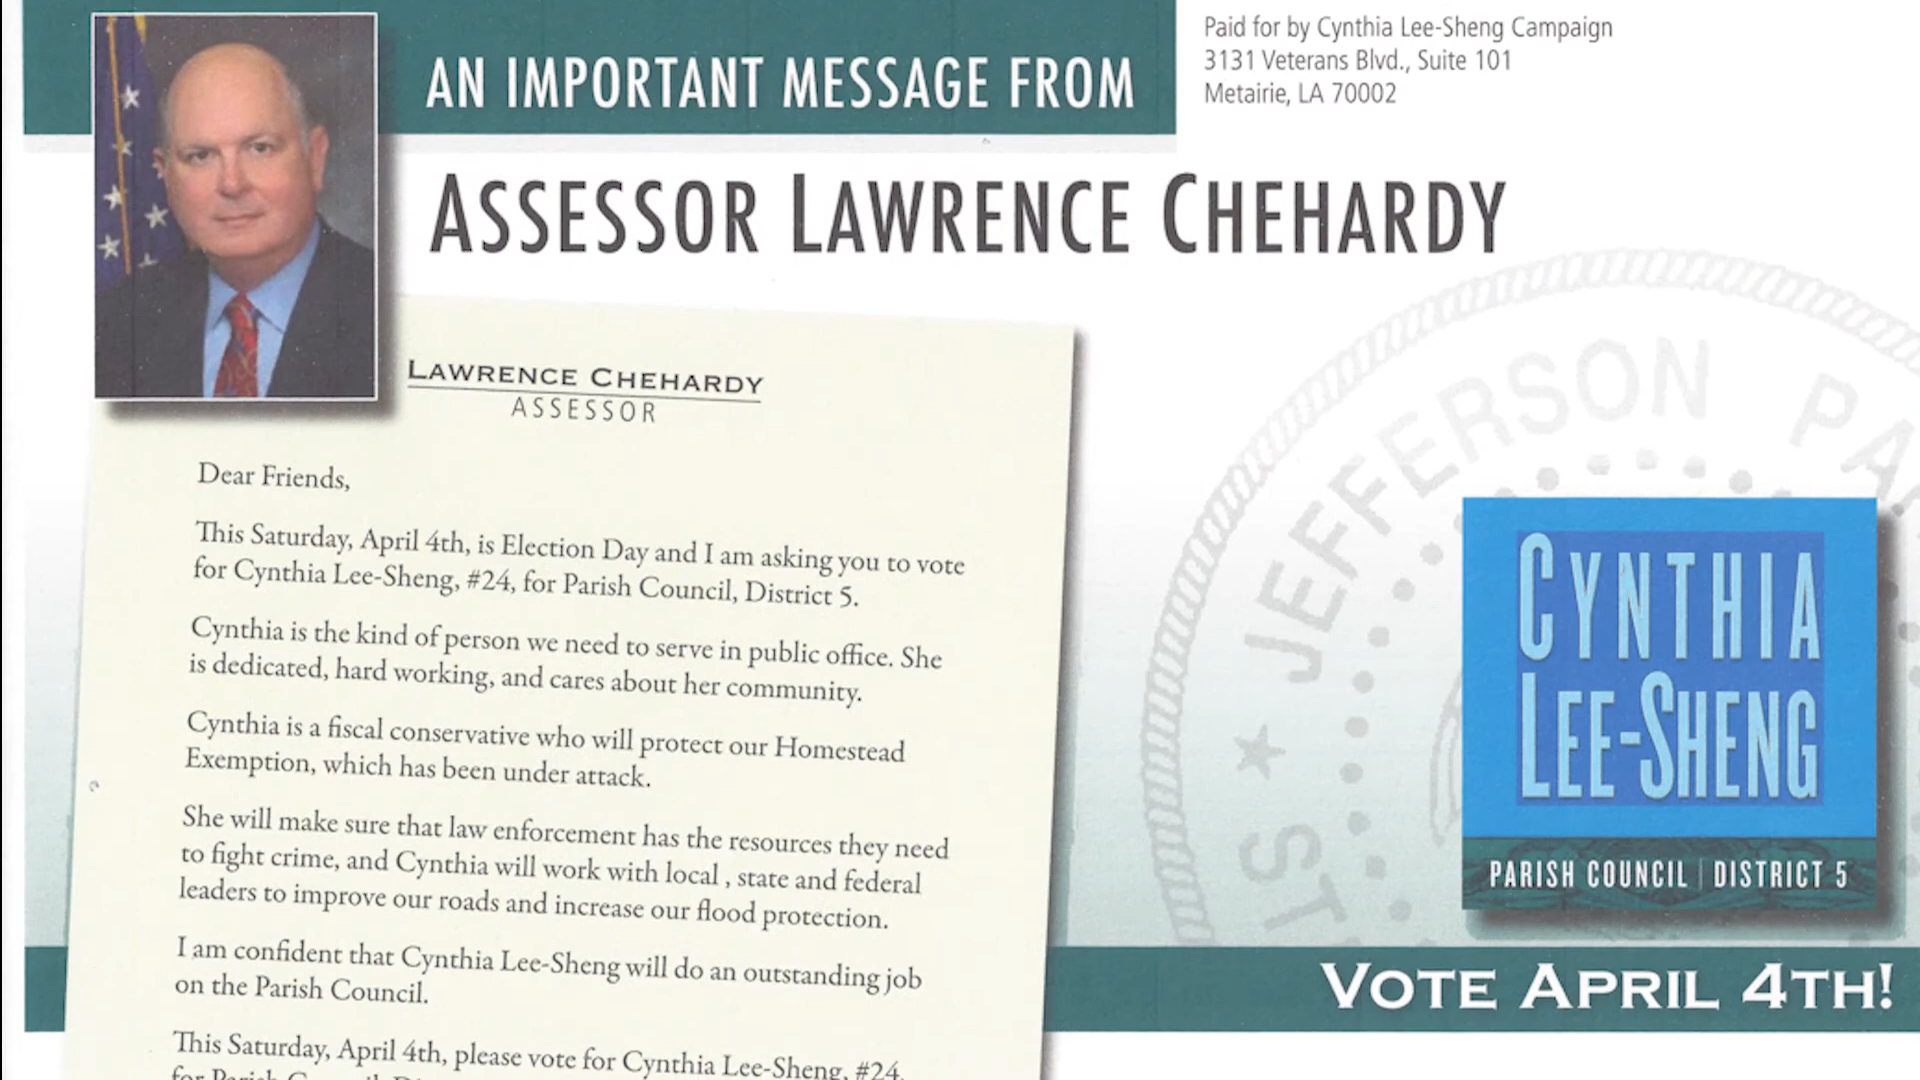 AN IMPORTANT MESSAGE FROM
Paid for by Cynthia Lee-Sheng Campaign
3131 Veterans Blvd., Suite 101
Metairie, LA 70002
ASSESSOR LAWRENCE CHEHARDY
LAWRENCE CHEHARDY
ASSESSOR
Dear Friends,
This Saturday, April 4th, is Election Day and I am asking you to vote
for Cynthia Lee-Sheng, #24, for Parish Council, District 5.
Cynthia is the kind of person we need to serve in public office. She
is dedicated, hard working, and cares about her community.
Cynthia is a fiscal conservative who will protect our Homestead
Exemption, which has been under attack.
She will make sure that law enforcement has the resources they need
to fight crime, and Cynthia will work with local , state and federal
leaders to improve our roads and increase our flood protection.
I am confident that Cynthia Lee-Sheng will do an outstanding job
on the Parish Council.
This Saturday, April 4th, please vote for Cynthia Lee-Sheng, #24,
for Parish
JEFFERSON
CYNTHIA
LEE-SHENG
PARISH COUNCIL | DISTRICT 5
VOTE APRIL 4TH!